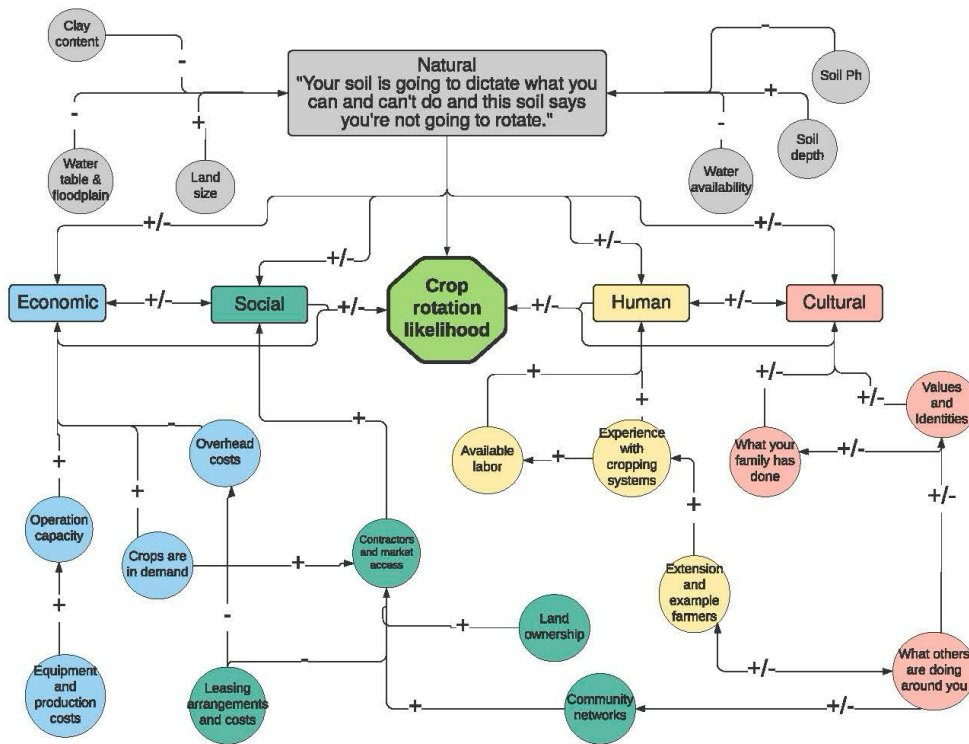 Clay
content
-
-
Natural
"Your soil is going to dictate what you
can and can't do and this soil says
you're not going to rotate."
-
Soil Ph
-
+
-
+
Water
table &
floodplain
Land
size
Water
availability
Soil
depth
+/-
+/-
+/-
+/-
Economic
+/-
Social
+/-
Crop
rotation
likelihood
+/-
Human
+/-
Cultural
+
+
+/-
+/-
Values
and
Identities
+
-
Overhead
costs
Available
labor
+
Experience
with
cropping
systems
What your
family has
done
+/-
+
+
Operation
capacity
Crops are
in demand
+
Contractors
and market
access
+
+/-
Extension
and
example
farmers
+
-
+
Land
ownership
-
+/-
What others
are doing
around you
Equipment
and
production
costs
Leasing
arrangements
and costs
+
Community
networks
+/-